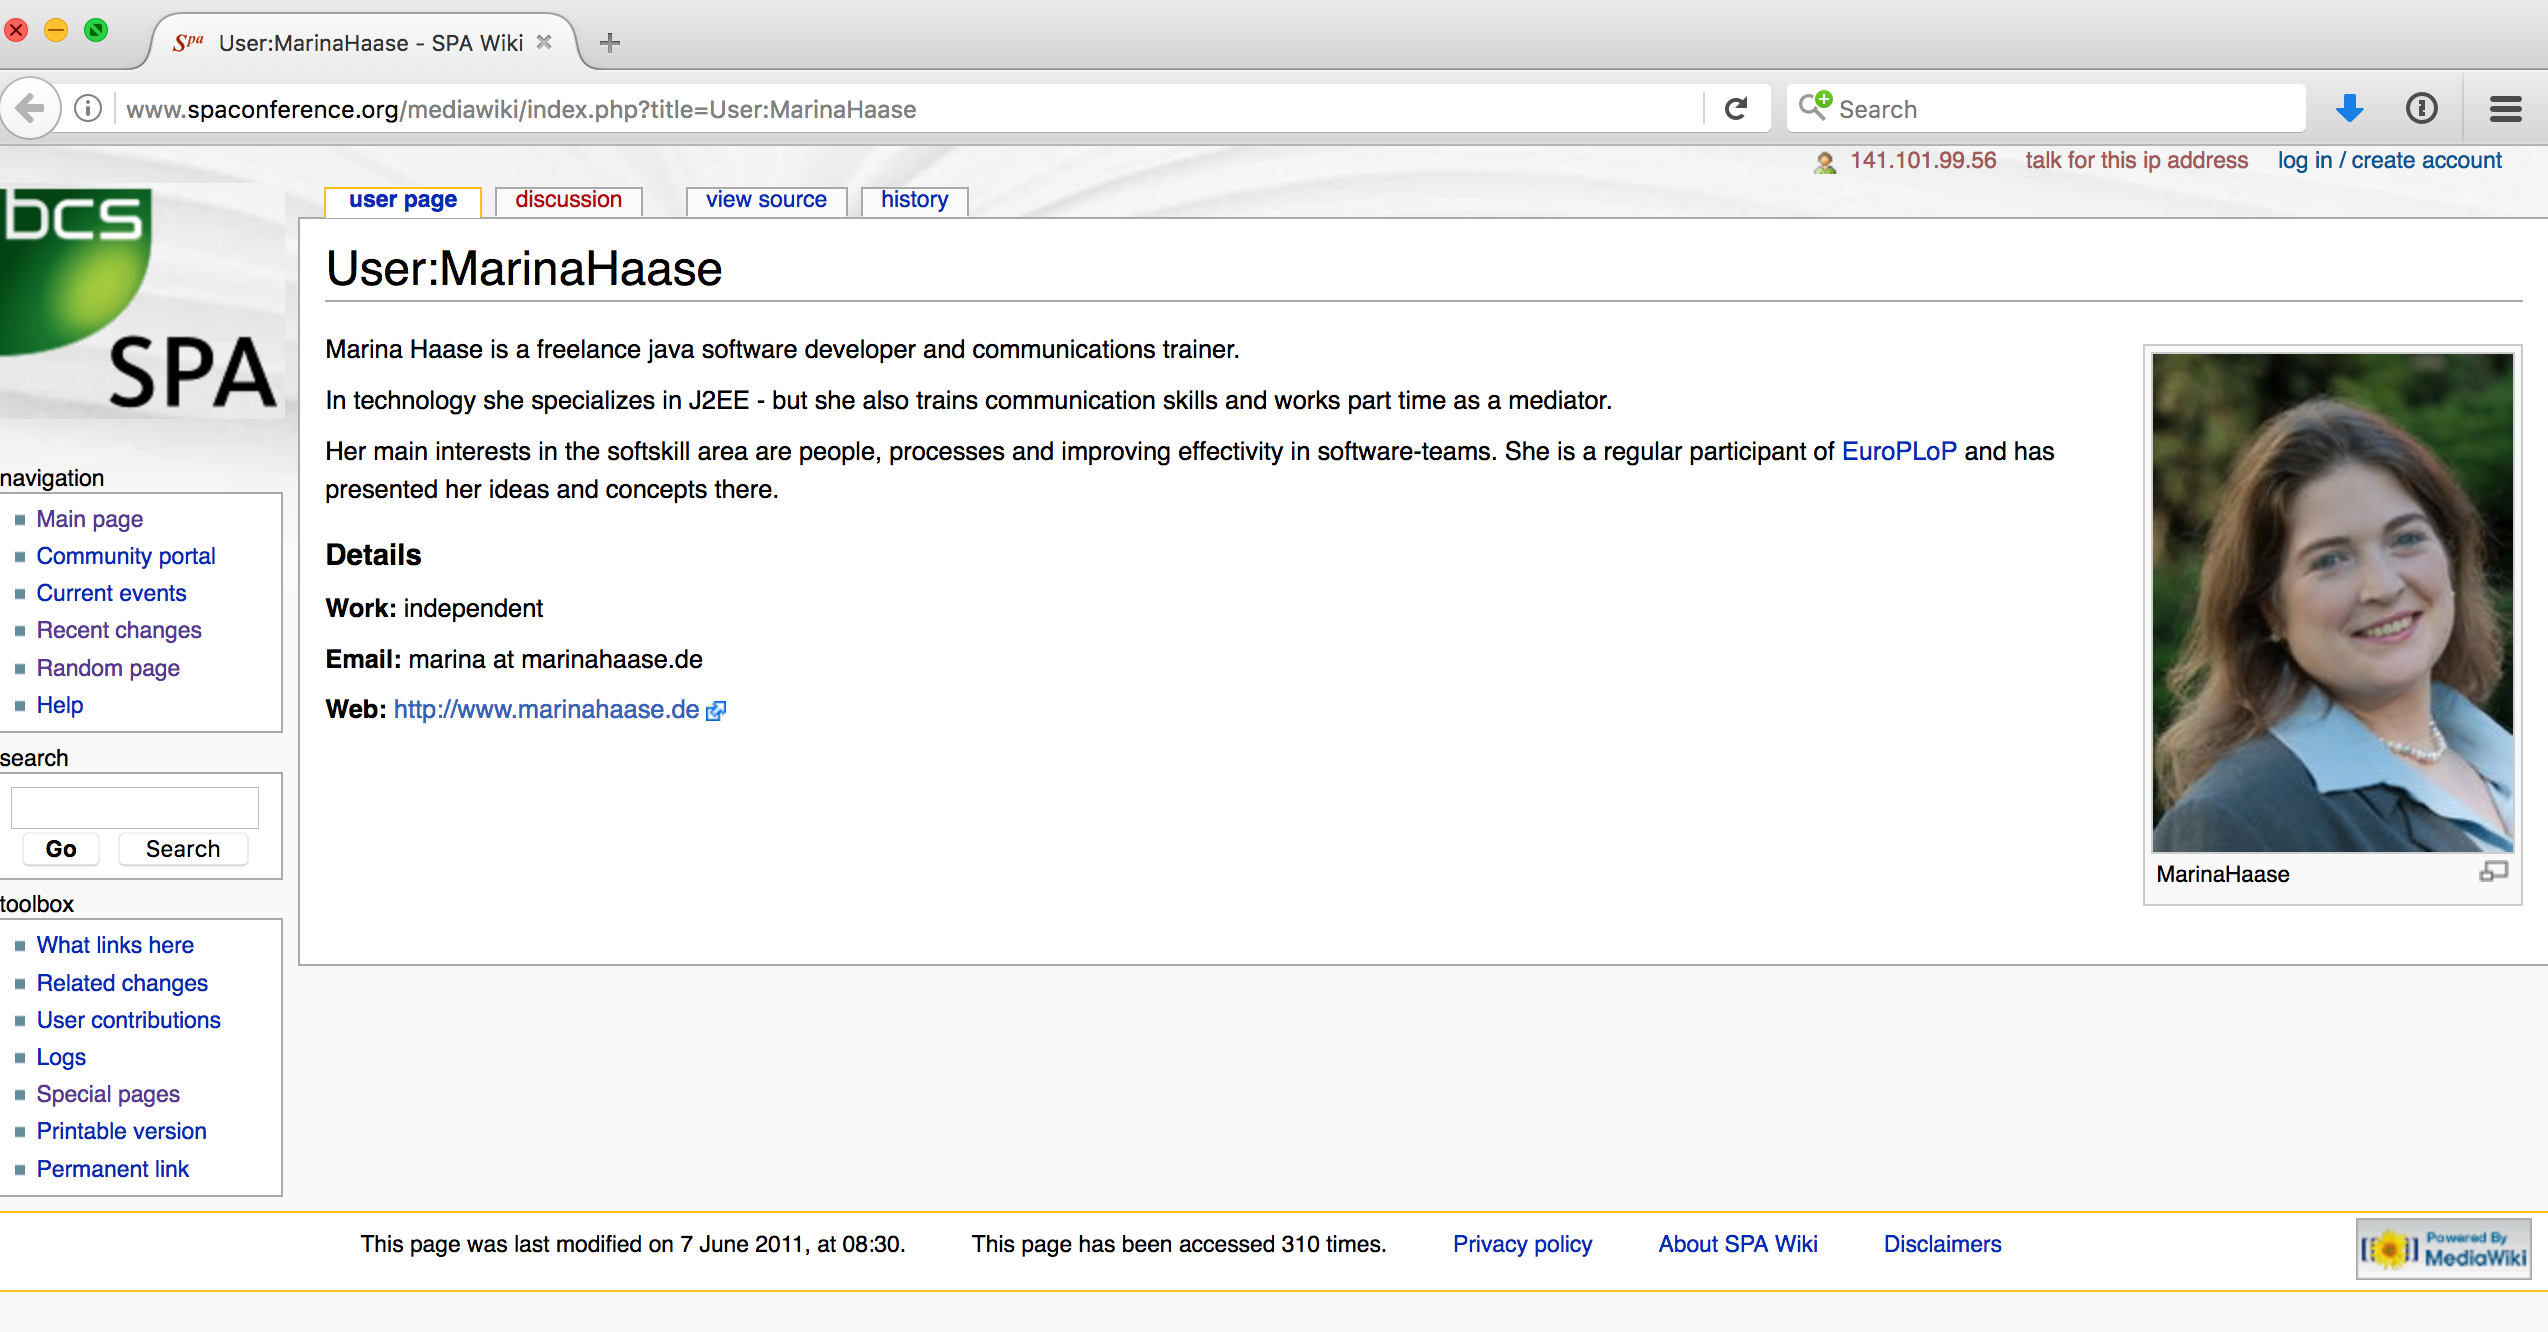 Spa User:MarinaHaase - SPA Wiki
www.spaconference.org/mediawiki/index.php?title=User:MarinaHaase
Search
141.101.99.56 talk for this ip address log in / create account
bcs
SPA
user page discussion view source history
User:MarinaHaase
Marina Haase is a freelance java software developer and communications trainer.
In technology she specializes in J2EE - but she also trains communication skills and works part time as a mediator.
Her main interests in the softskill area are people, processes and improving effectivity in software-teams. She is a regular participant of EuroPLoP and has
presented her ideas and concepts there.
Details
Work: independent
Email: marina at marinahaase.de
Web: http://www.marinahaase.de
MarinaHaase
navigation
Main page
Community portal
Current events
Recent changes
Random page
Help
search
Go Search
toolbox
What links here
Related changes
User contributions
Logs
Special pages
Printable version
Permanent link
This page was last modified on 7 June 2011, at 08:30. This page has been accessed 310 times. Privacy policy About SPA Wiki Disclaimers
Powered By
MediaWiki